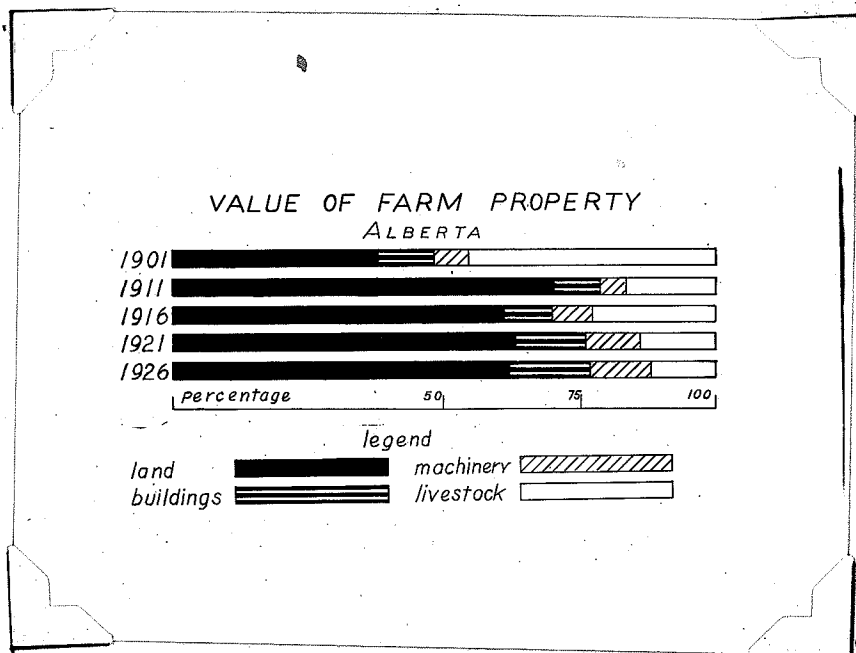 VALUE OF FARM PROPERTY
ALBERTA
1901
1911
1916
1921
1926
percentage 50 75 100
legend
land machinery
buildings livestock